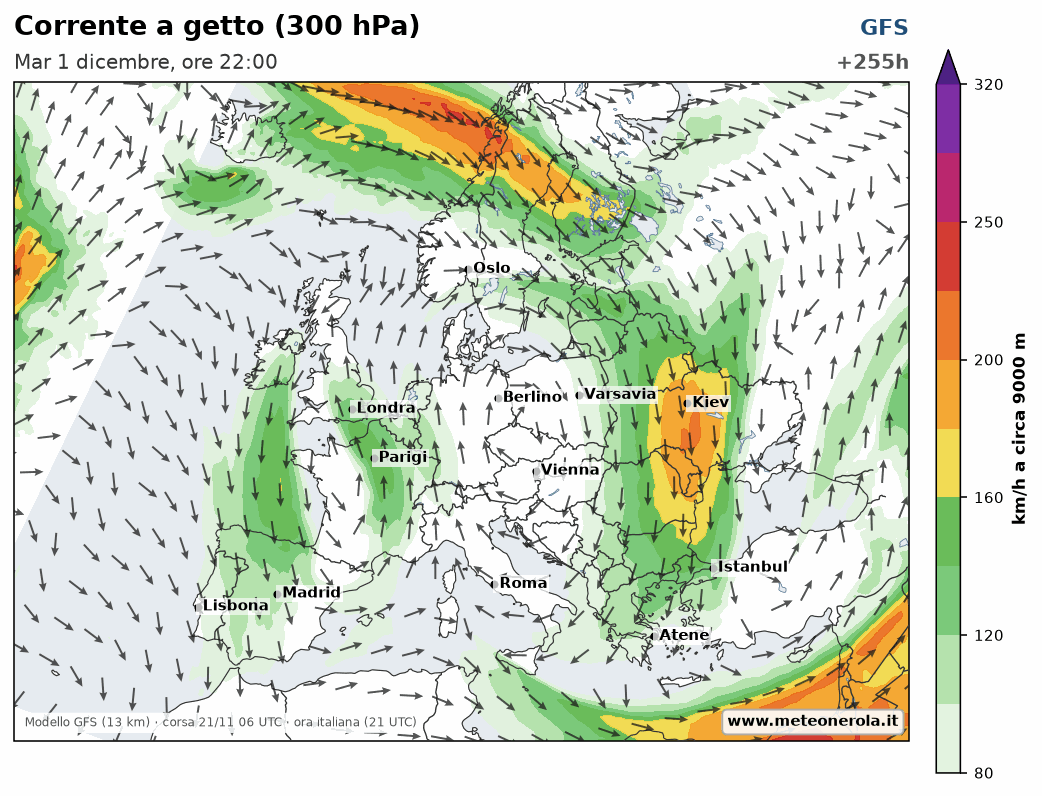 Corrente a getto (300 hPa)
GFS
Mar 1 dicembre, ore 22:00
+255h
320
250
200
160
120
80
km/h a circa 9000 m
Oslo
Londra
Berlino
Varsavia
Kiev
Parigi
Vienna
Istanbul
Madrid
Roma
Lisbona
Atene
Modello GFS (13 km) · corsa 21/11 06 UTC · ora italiana (21 UTC)
www.meteonerola.it